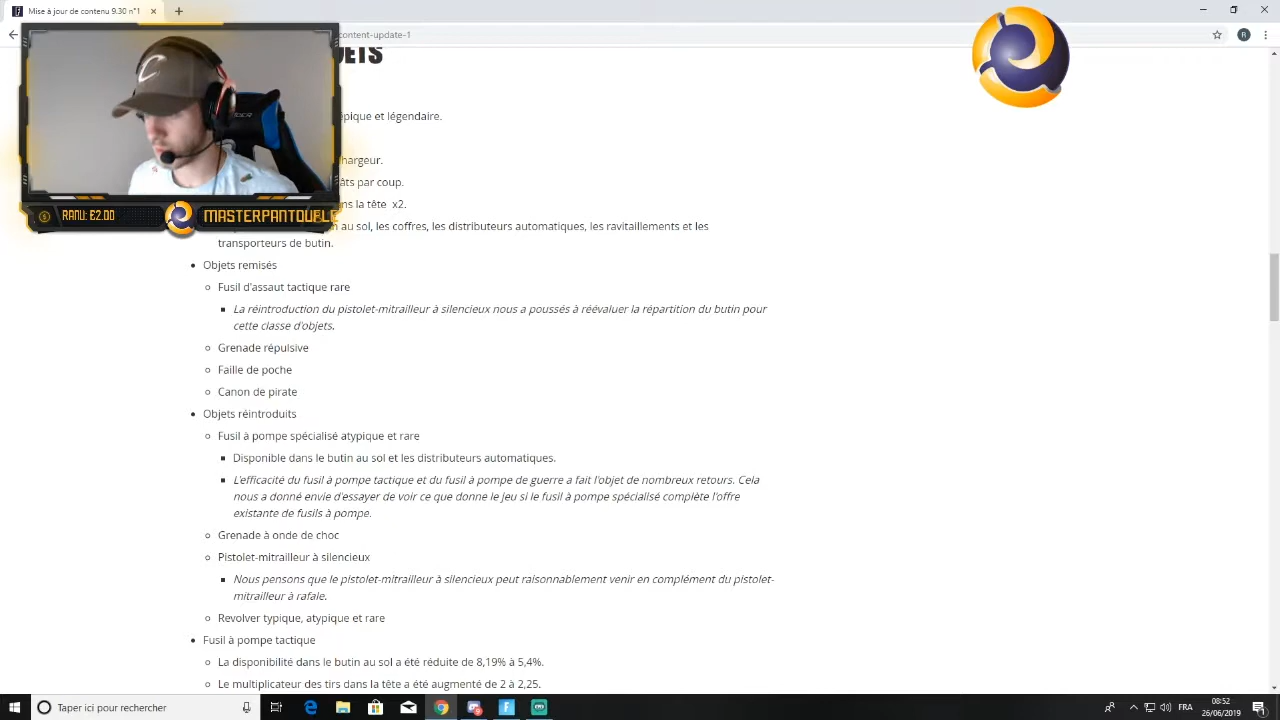 Mise à jour de contenu 9.30 n°1
content-update-1
JETS
épique et légendaire.
hargeur.
âts par coup.
ns la tête x2.
au sol, les coffres, les distributeurs automatiques, les ravitaillements et les
transporteurs de butin.
RANU: €2.00
MASTERPANTOUFLE
Objets remisés
Fusil d'assaut tactique rare
La réintroduction du pistolet-mitrailleur à silencieux nous a poussés à réévaluer la répartition du butin pour
cette classe d'objets.
Grenade répulsive
Faille de poche
Canon de pirate
Objets réintroduits
Fusil à pompe spécialisé atypique et rare
Disponible dans le butin au sol et les distributeurs automatiques.
L'efficacité du fusil à pompe tactique et du fusil à pompe de guerre a fait l'objet de nombreux retours. Cela
nous a donné envie d'essayer de voir ce que donne le jeu si le fusil à pompe spécialisé complète l'offre
existante de fusils à pompe.
Grenade à onde de choc
Pistolet-mitrailleur à silencieux
Nous pensons que le pistolet-mitrailleur à silencieux peut raisonnablement venir en complément du pistolet-
mitrailleur à rafale.
Revolver typique, atypique et rare
Fusil à pompe tactique
La disponibilité dans le butin au sol a été réduite de 8,19% à 5,4%.
Le multiplicateur des tirs dans la tête a été augmenté de 2 à 2,25.
Taper ici pour rechercher
FRA
08:52
26/06/2019